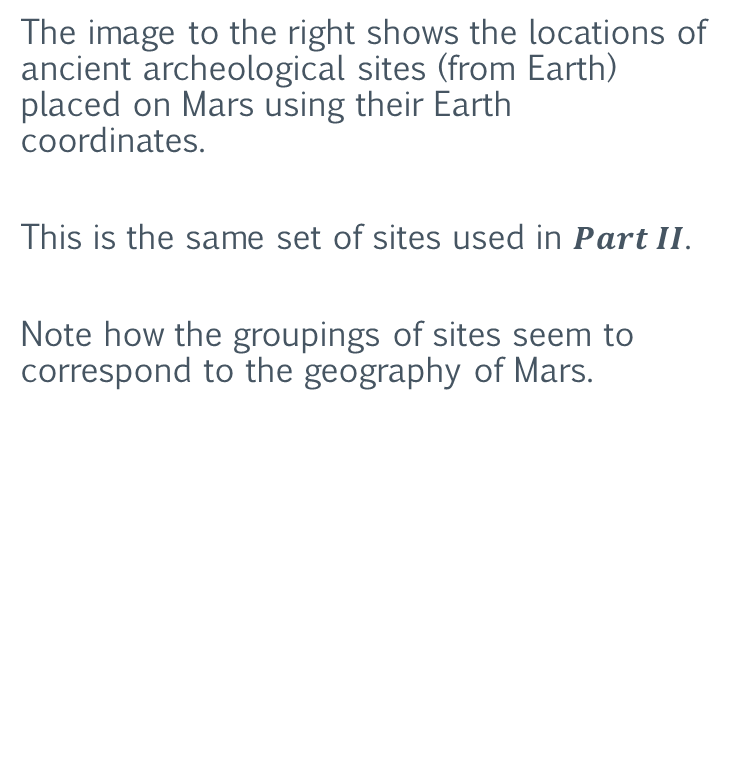 The image to the right shows the locations of
ancient archeological sites (from Earth)
placed on Mars using their Earth
coordinates.
This is the same set of sites used in Part II.
Note how the groupings of sites seem to
correspond to the geography of Mars.